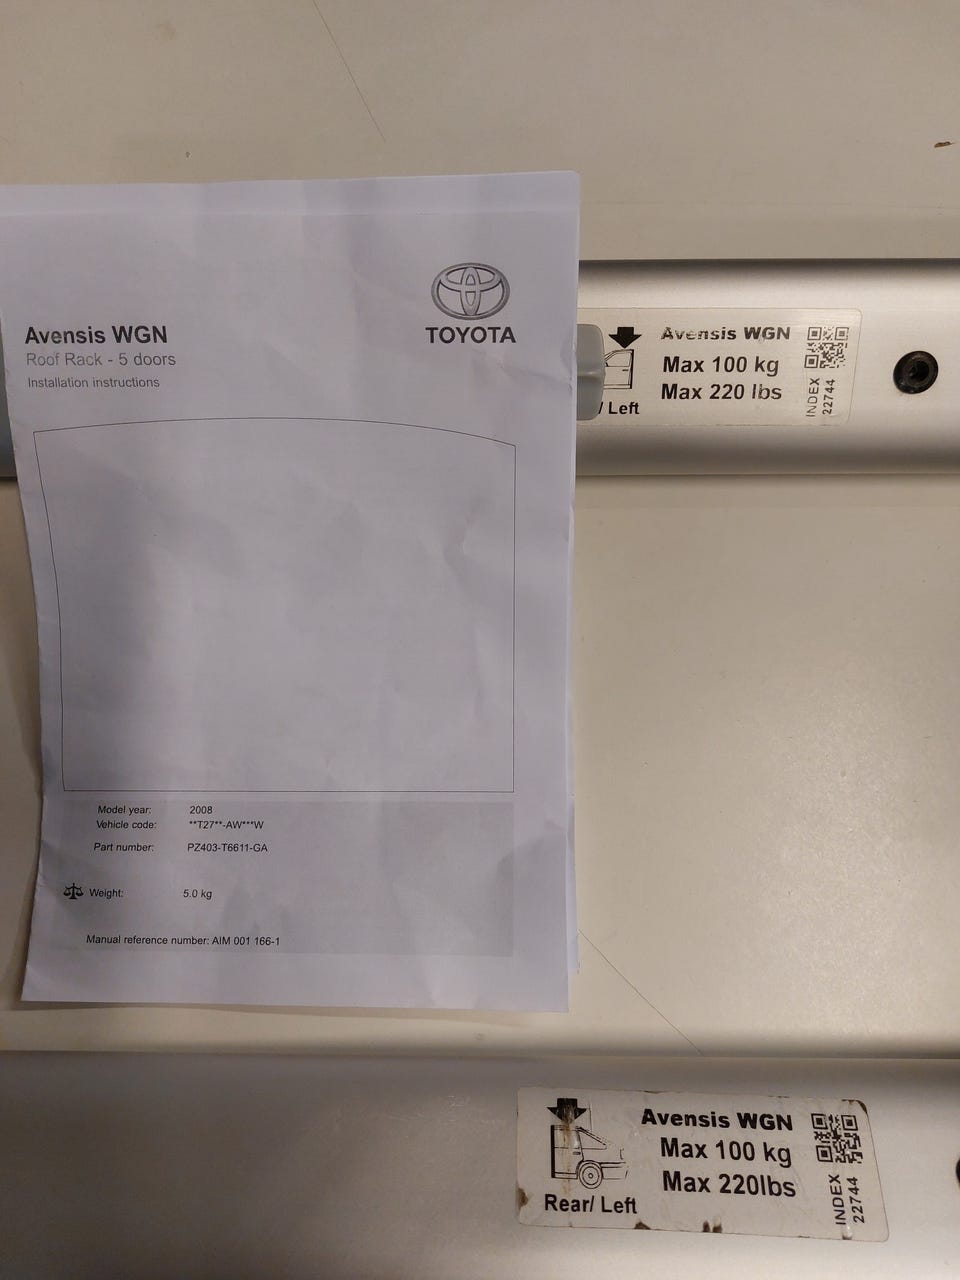 TOYOTA
Avensis WGN
Roof Rack - 5 doors
Installation instructions
Model year: 2008
Vehicle code: **T27**-AW***W
Part number: PZ403-T6611-GA
Weight: 5.0 kg
Manual reference number: AIM 001 166-1
Avensis WGN
Max 100 kg
Max 220 lbs
/ Left
INDEX
22744
Avensis WGN
Max 100 kg
Max 220lbs
Rear/ Left
INDEX
22744